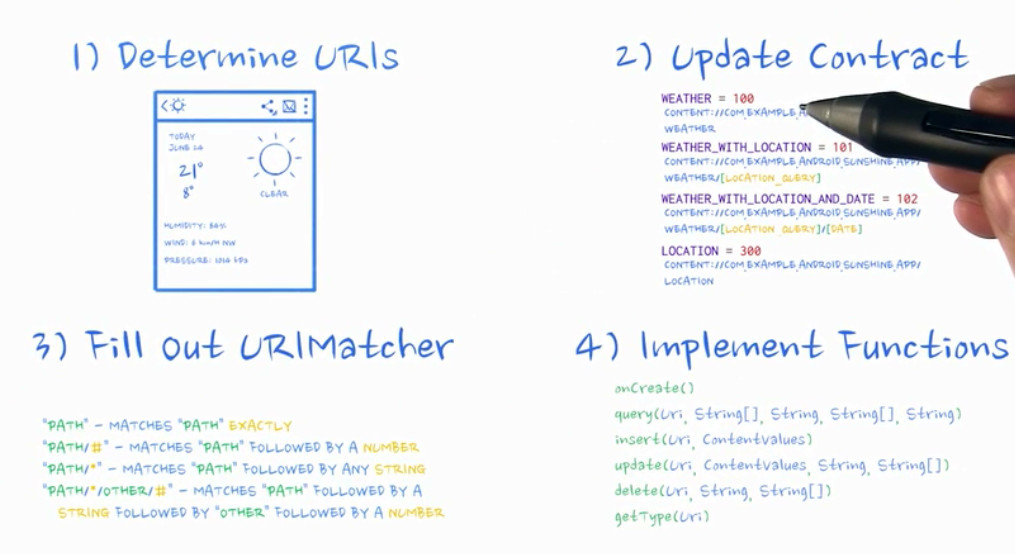 1) Determine URIs
TODAY
JUNE 24
21°
8°
CLEAR
HUMIDITY: 56%
WIND: 6 km/H NW
PRESSURE: 1014 hPa
2) Update Contract
WEATHER = 100
CONTENT://COM.EXAMPLE.
WEATHER
WEATHER_WITH_LOCATION = 101
CONTENT://COM.EXAMPLE.ANDROID.SUNSHINE.APP/
WEATHER/[LOCATION_QUERY]
WEATHER_WITH_LOCATION_AND_DATE = 102
CONTENT://COM.EXAMPLE.ANDROID.SUNSHINE.APP/
WEATHER/[LOCATION_QUERY]/[DATE]
LOCATION = 300
CONTENT://COM.EXAMPLE.ANDROID.SUNSHINE.APP/
LOCATION
3) Fill out URIMatcher
"PATH" – MATCHES "PATH" EXACTLY
"PATH/#" – MATCHES "PATH" FOLLOWED BY A NUMBER
"PATH/*" – MATCHES "PATH" FOLLOWED BY ANY STRING
"PATH/*/OTHER/#" – MATCHES "PATH" FOLLOWED BY A
STRING FOLLOWED BY "OTHER" FOLLOWED BY A NUMBER
4) Implement Functions
onCreate()
query(Uri, String[], String, String[], String)
insert(Uri, ContentValues)
update(Uri, ContentValues, String, String[])
delete(Uri, String, String[])
getType(Uri)